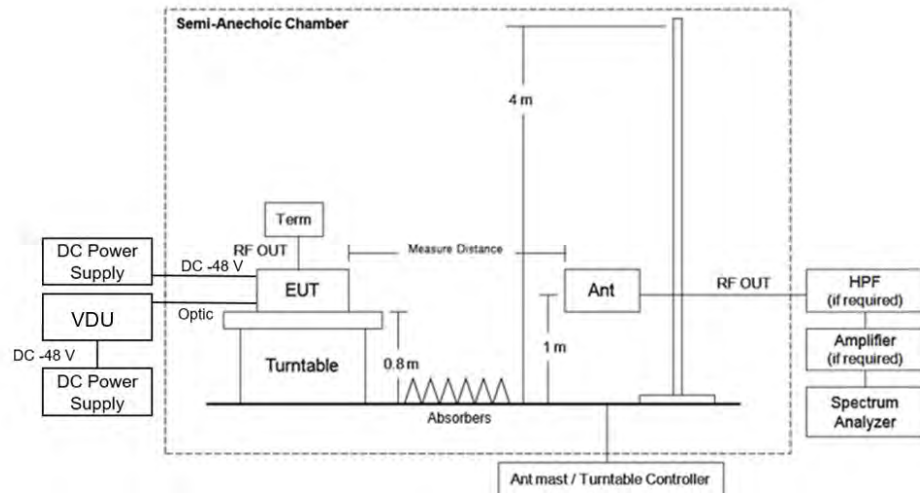 Semi-Anechoic Chamber
4 m
Term
RF OUT
Measure Distance
DC Power
Supply
DC -48 V
EUT
Ant
RF OUT
HPF
(if required)
VDU
Optic
Turntable
0.8 m
1 m
Amplifier
(if required)
DC -48 V
DC Power
Supply
Absorbers
Spectrum
Analyzer
Ant mast / Turntable Controller